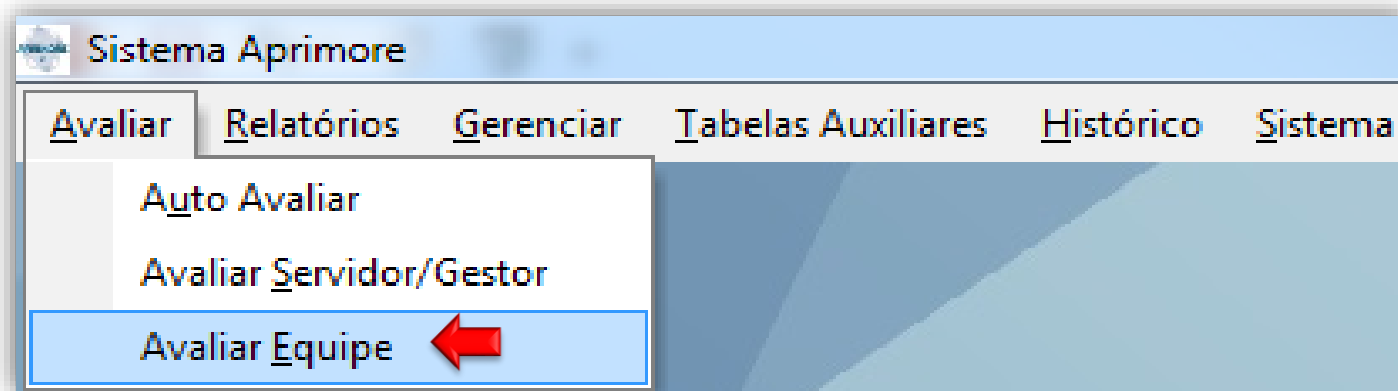 Sistema Aprimore
Avaliar Relatórios Gerenciar Tabelas Auxiliares Histórico Sistema
Auto Avaliar
Avaliar Servidor/Gestor
Avaliar Equipe